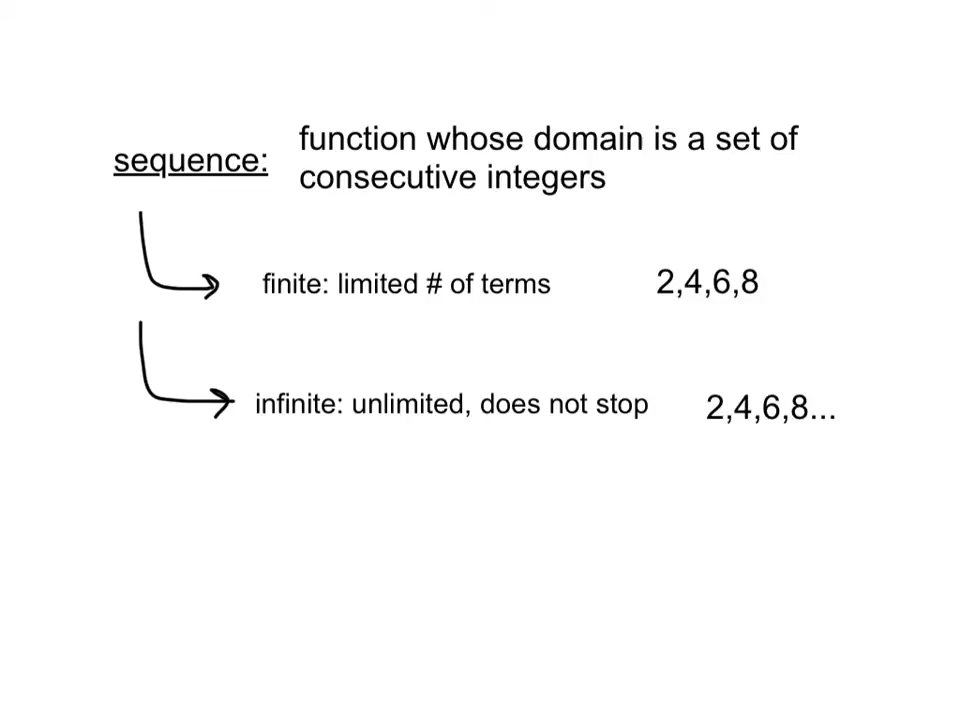 sequence:
function whose domain is a set of
consecutive integers
finite: limited # of terms
2,4,6,8
infinite: unlimited, does not stop
2,4,6,8...